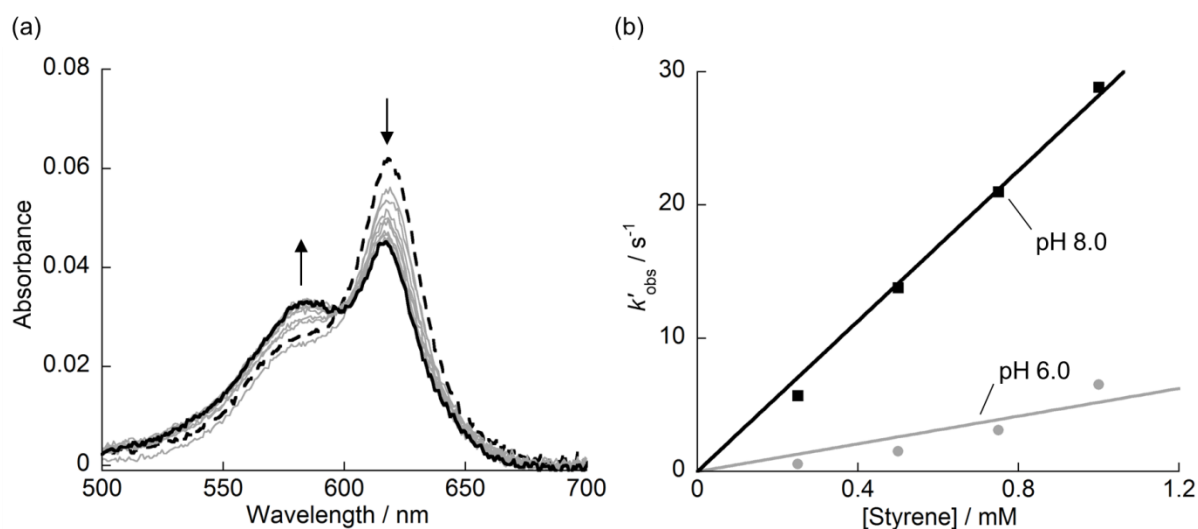 (a)
0.08
0.06
0.04
0.02
0
Absorbance
500
550
600
650
700
Wavelength / nm
(b)
30
20
10
0
k′obs / s⁻¹
pH 8.0
pH 6.0
0
0.4
0.8
1.2
[Styrene] / mM